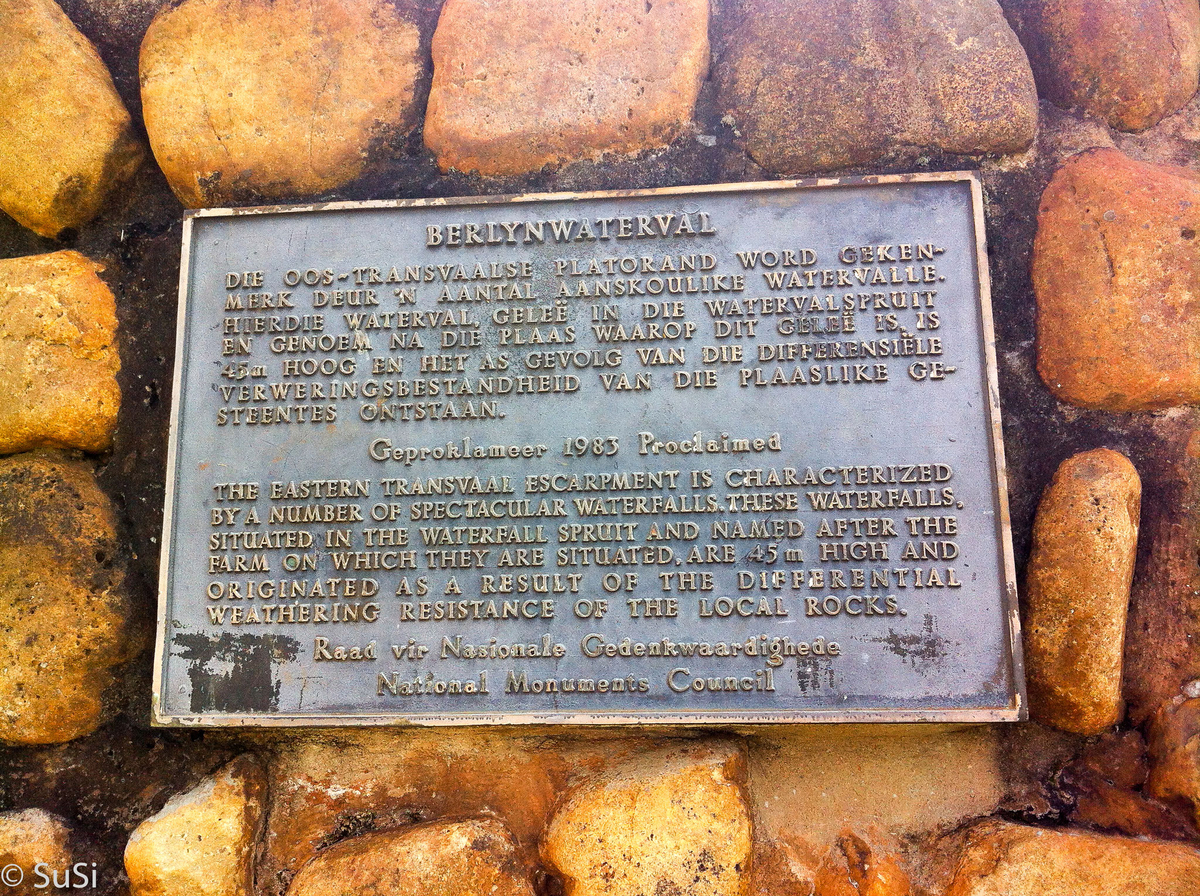 BERLYNWATERVAL
DIE OOS-TRANSVAALSE PLATORAND WORD GEKEN-
MERK DEUR 'N AANTAL AANSKOULIKE WATERVALLE.
HIERDIE WATERVAL, GELEË IN DIE WATERVALSPRUIT
EN GENOEM NA DIE PLAAS WAAROP DIT GELEË IS, IS
45m HOOG EN HET AS GEVOLG VAN DIE DIFFERENSIËLE
VERWERINGSBESTANDHEID VAN DIE PLAASLIKE GE-
STEENTES ONTSTAAN.
Geproklameer 1983 Proclaimed
THE EASTERN TRANSVAAL ESCARPMENT IS CHARACTERIZED
BY A NUMBER OF SPECTACULAR WATERFALLS. THESE WATERFALLS,
SITUATED IN THE WATERFALL SPRUIT AND NAMED AFTER THE
FARM ON WHICH THEY ARE SITUATED, ARE 45m HIGH AND
ORIGINATED AS A RESULT OF THE DIFFERENTIAL
WEATHERING RESISTANCE OF THE LOCAL ROCKS.
Raad vir Nasionale Gedenkwaardighede
National Monuments Council
© SuSi